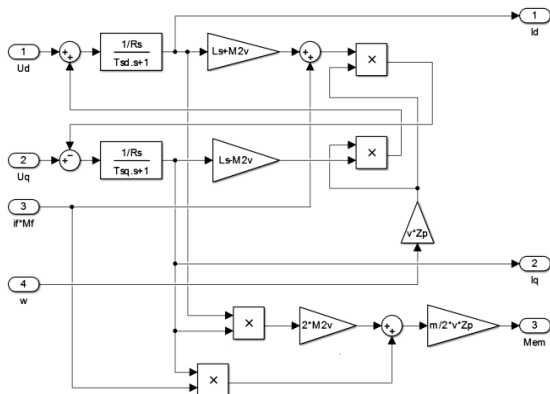 1
Id
1
Ud
+
+
1/Rs
Tsd.s+1
Ls+M2v
+
+
×
2
Uq
+
−
1/Rs
Tsq.s+1
Ls-M2v
×
3
if*Mf
v*Zp
4
w
2
Iq
×
2*M2v
+
+
m/2*v*Zp
3
Mem
×